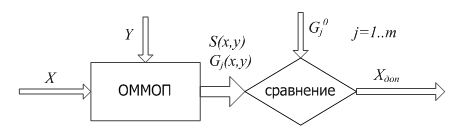 Y
S(x,y)
G_j(x,y)
G_j^0
j=1..m
X
ОММОП
сравнение
X_доп